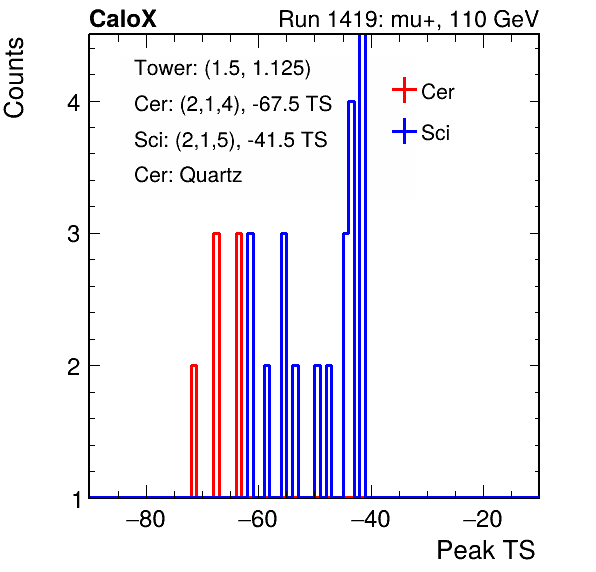 CaloX Run 1419: mu+, 110 GeV
Counts
Tower: (1.5, 1.125)
Cer: (2,1,4), -67.5 TS
Sci: (2,1,5), -41.5 TS
Cer: Quartz
Cer
Sci
4
3
2
1
−80 −60 −40 −20
Peak TS